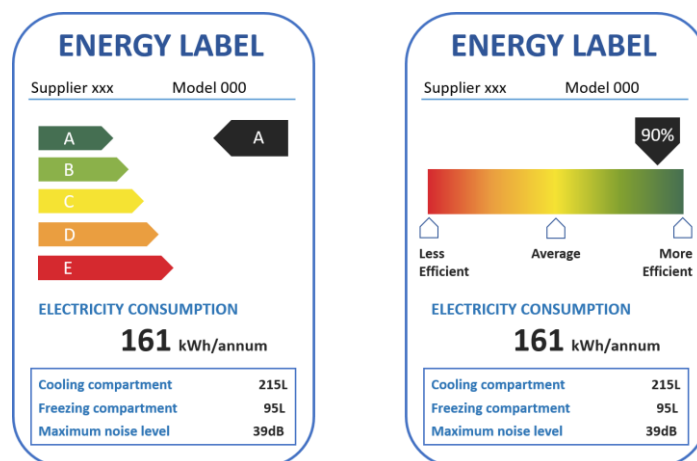 ENERGY LABEL
Supplier xxx Model 000
A A
B
C
D
E
ELECTRICITY CONSUMPTION
161 kWh/annum
Cooling compartment 215L
Freezing compartment 95L
Maximum noise level 39dB
ENERGY LABEL
Supplier xxx Model 000
90%
Less Efficient
Average
More Efficient
ELECTRICITY CONSUMPTION
161 kWh/annum
Cooling compartment 215L
Freezing compartment 95L
Maximum noise level 39dB